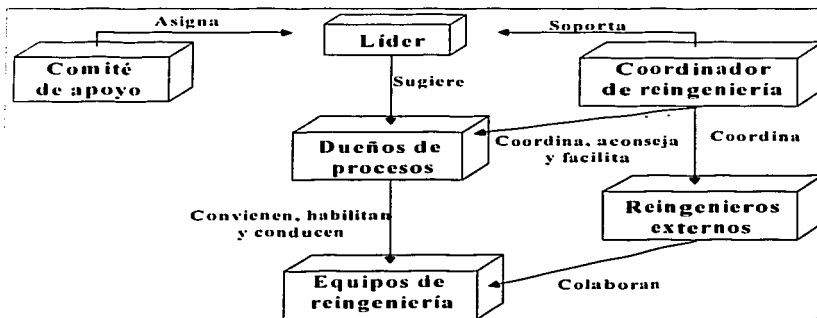 Asigna
Líder
Soporta
Comité
de apoyo
Coordinador
de reingeniería
Sugiere
Dueños de
procesos
Coordina, aconseja
y facilita
Coordina
Convienen, habilitan
y conducen
Reingenieros
externos
Equipos de
reingeniería
Colaboran